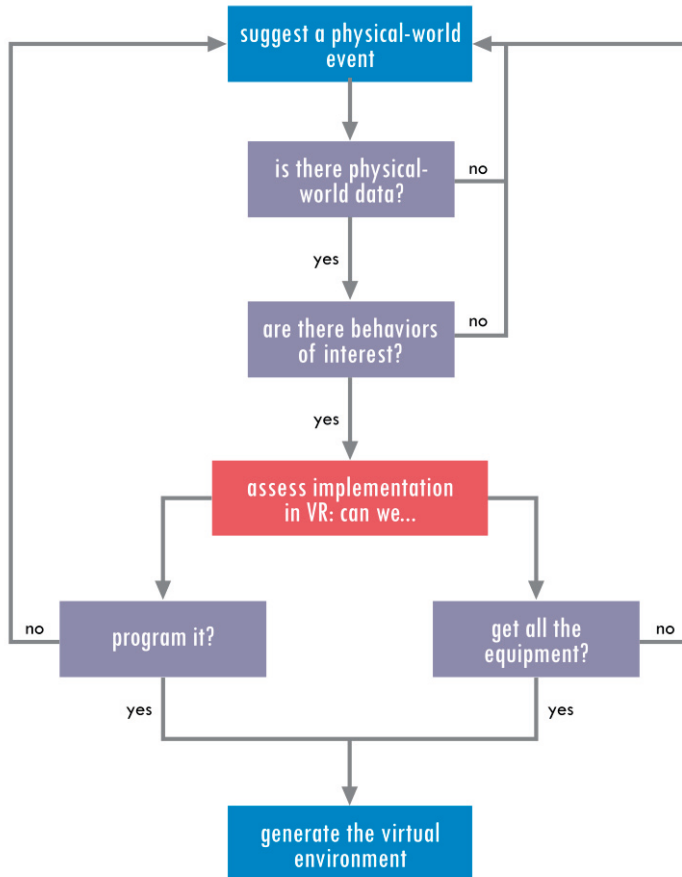 suggest a physical-world
event
is there physical-
world data?
no
yes
are there behaviors
of interest?
no
yes
assess implementation
in VR: can we...
no
program it?
get all the
equipment?
no
yes
yes
generate the virtual
environment